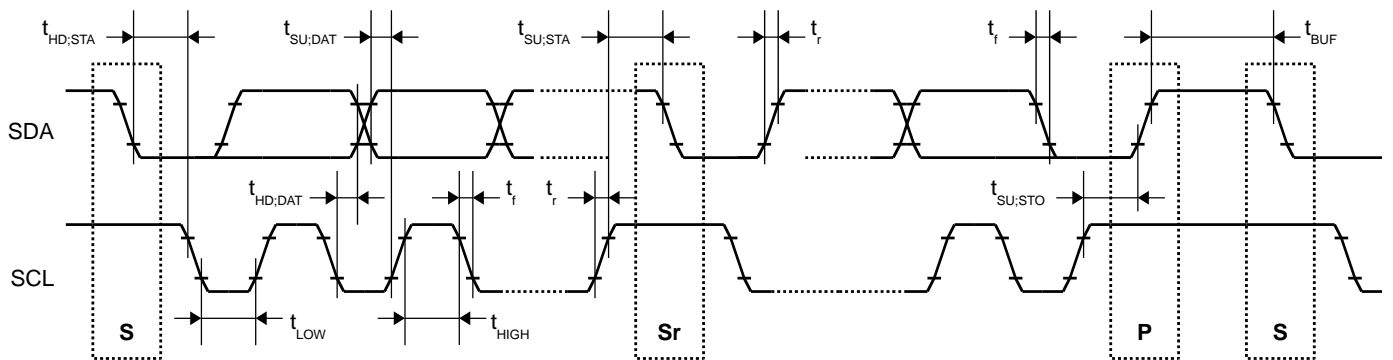 tHD;STA
tSU;DAT
tSU;STA
tr
tf
tBUF
SDA
tHD;DAT
tf
tr
tSU;STO
SCL
S
tLOW
tHIGH
Sr
P
S